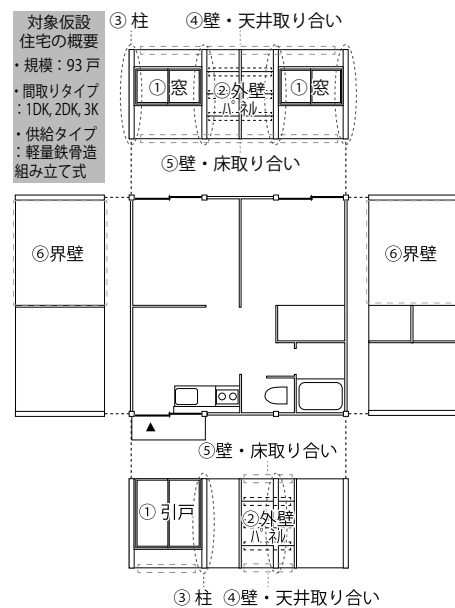 対象仮設
住宅の概要
・規模：93 戸
・間取りタイプ
：1DK, 2DK, 3K
・供給タイプ
：軽量鉄骨造
組み立て式
③ 柱
④壁・天井取り合い
① 窓
②外壁
ﾊﾟﾈﾙ
① 窓
⑤壁・床取り合い
⑥界壁
⑥界壁
▲
⑤壁・床取り合い
① 引戸
②外壁
ﾊﾟﾈﾙ
③ 柱
④壁・天井取り合い